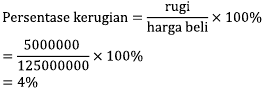 Persentase kerugian = rugi / harga beli × 100%
= 5000000 / 125000000 × 100%
= 4%